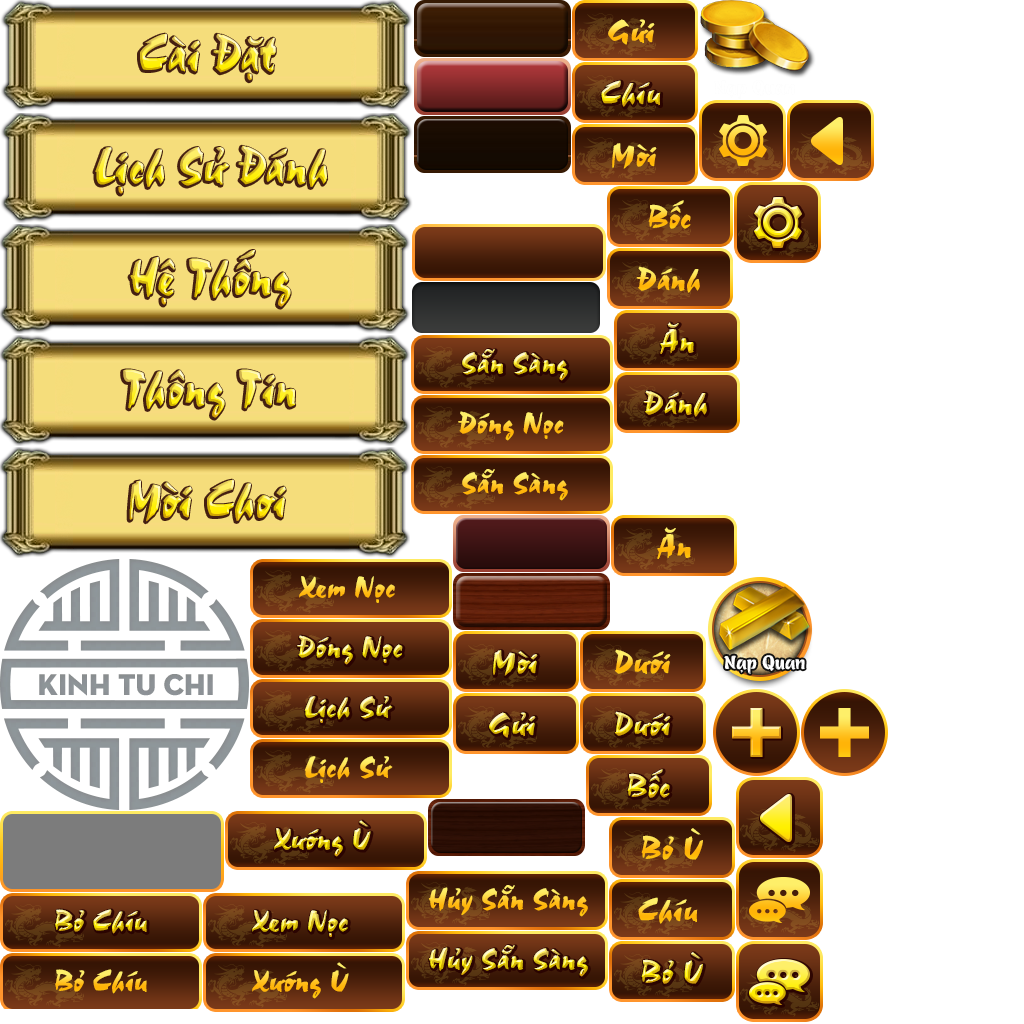 Cài Đặt
Gửi
Chíu
Mời
Lịch Sử Đánh
Bốc
Hệ Thống
Đánh
Ăn
Sẵn Sàng
Thông Tin
Đánh
Đóng Nọc
Mời Chơi
Sẵn Sàng
Ăn
Xem Nọc
Đóng Nọc
Mời
Dưới
Nạp Quan
KINH TU CHI
Lịch Sử
Gửi
Dưới
Lịch Sử
Bốc
Xướng Ù
Bỏ Ù
Hủy Sẵn Sàng
Chíu
Bỏ Chíu
Xem Nọc
Hủy Sẵn Sàng
Bỏ Ù
Bỏ Chíu
Xướng Ù